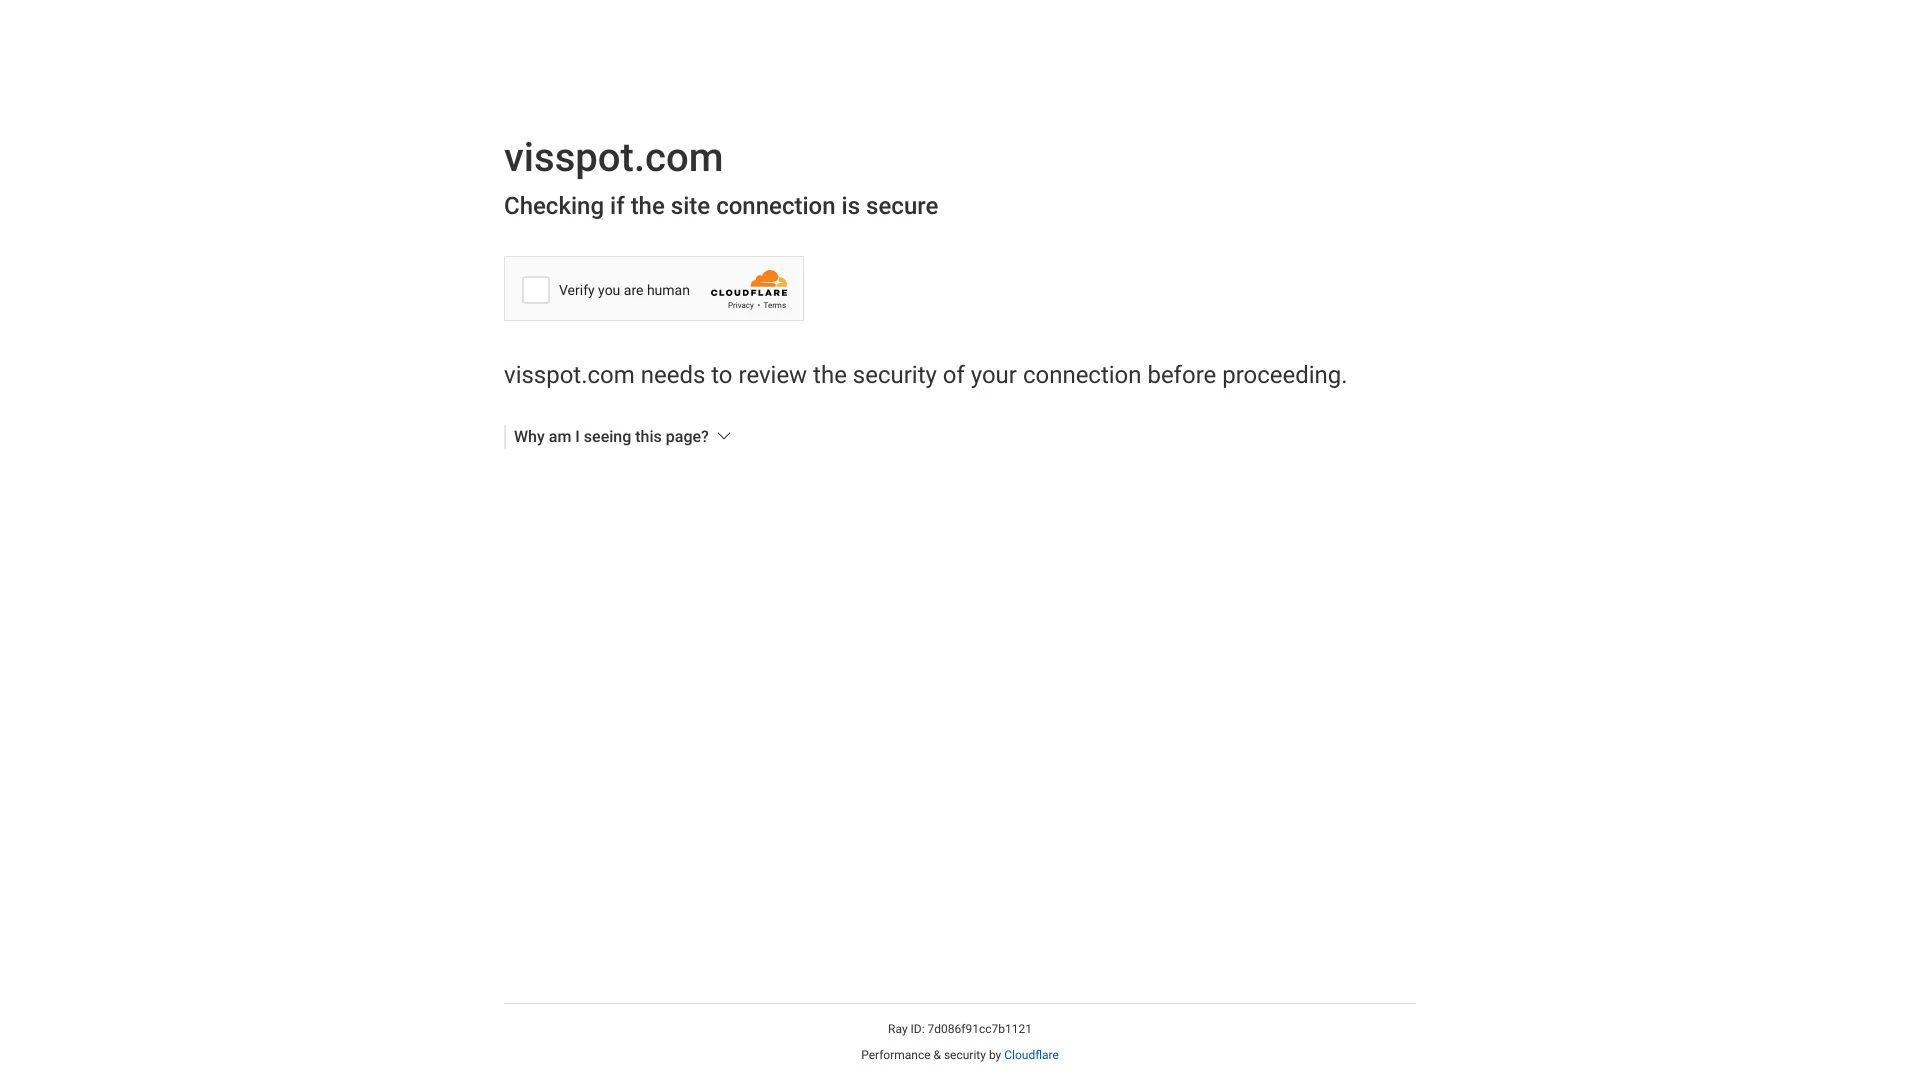 visspot.com
Checking if the site connection is secure
Verify you are human
CLOUDFLARE
Privacy • Terms
visspot.com needs to review the security of your connection before proceeding.
Why am I seeing this page?
Ray ID: 7d086f91cc7b1121
Performance & security by Cloudflare